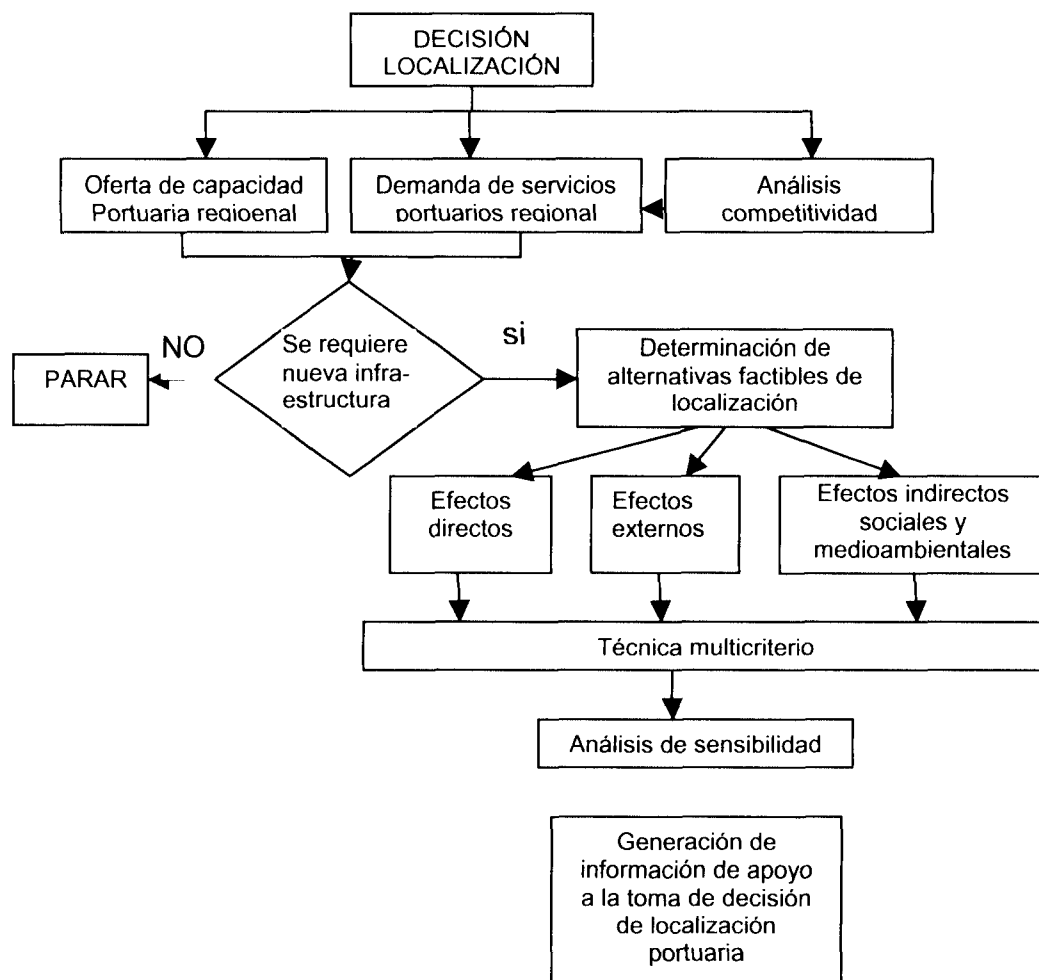 DECISIÓN
LOCALIZACIÓN
Oferta de capacidad
Portuaria regioenal
Demanda de servicios
portuarios regional
Análisis
competitividad
NO
si
PARAR
Se requiere
nueva infra-
estructura
Determinación de
alternativas factibles de
localización
Efectos
directos
Efectos
externos
Efectos indirectos
sociales y
medioambientales
Técnica multicriterio
Análisis de sensibilidad
Generación de
información de apoyo
a la toma de decisión
de localización
portuaria